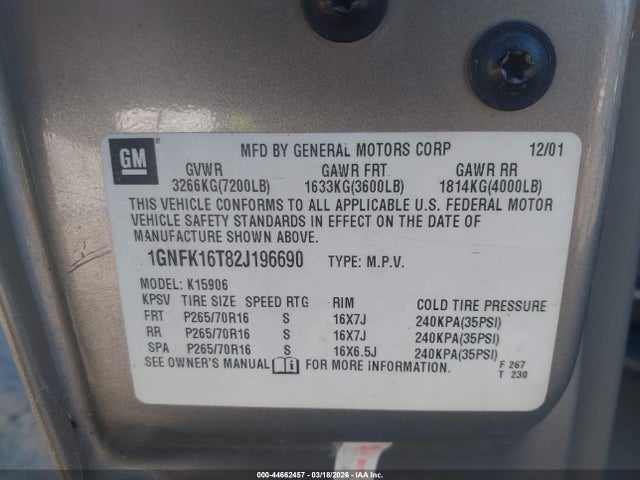 GM
MFD BY GENERAL MOTORS CORP 12/01
GVWR GAWR FRT GAWR RR
3266KG(7200LB) 1633KG(3600LB) 1814KG(4000LB)
THIS VEHICLE CONFORMS TO ALL APPLICABLE U.S. FEDERAL MOTOR
VEHICLE SAFETY STANDARDS IN EFFECT ON THE DATE OF
MANUFACTURE SHOWN ABOVE.
1GNFK16T82J196690 TYPE: M.P.V.
MODEL: K15906
KPSV TIRE SIZE SPEED RTG RIM COLD TIRE PRESSURE
FRT P265/70R16 S 16X7J 240KPA(35PSI)
RR P265/70R16 S 16X7J 240KPA(35PSI)
SPA P265/70R16 S 16X6.5J 240KPA(35PSI)
SEE OWNER'S MANUAL FOR MORE INFORMATION.
F 267
T 230
000-44662457 - 03/18/2026 - IAAI.COM